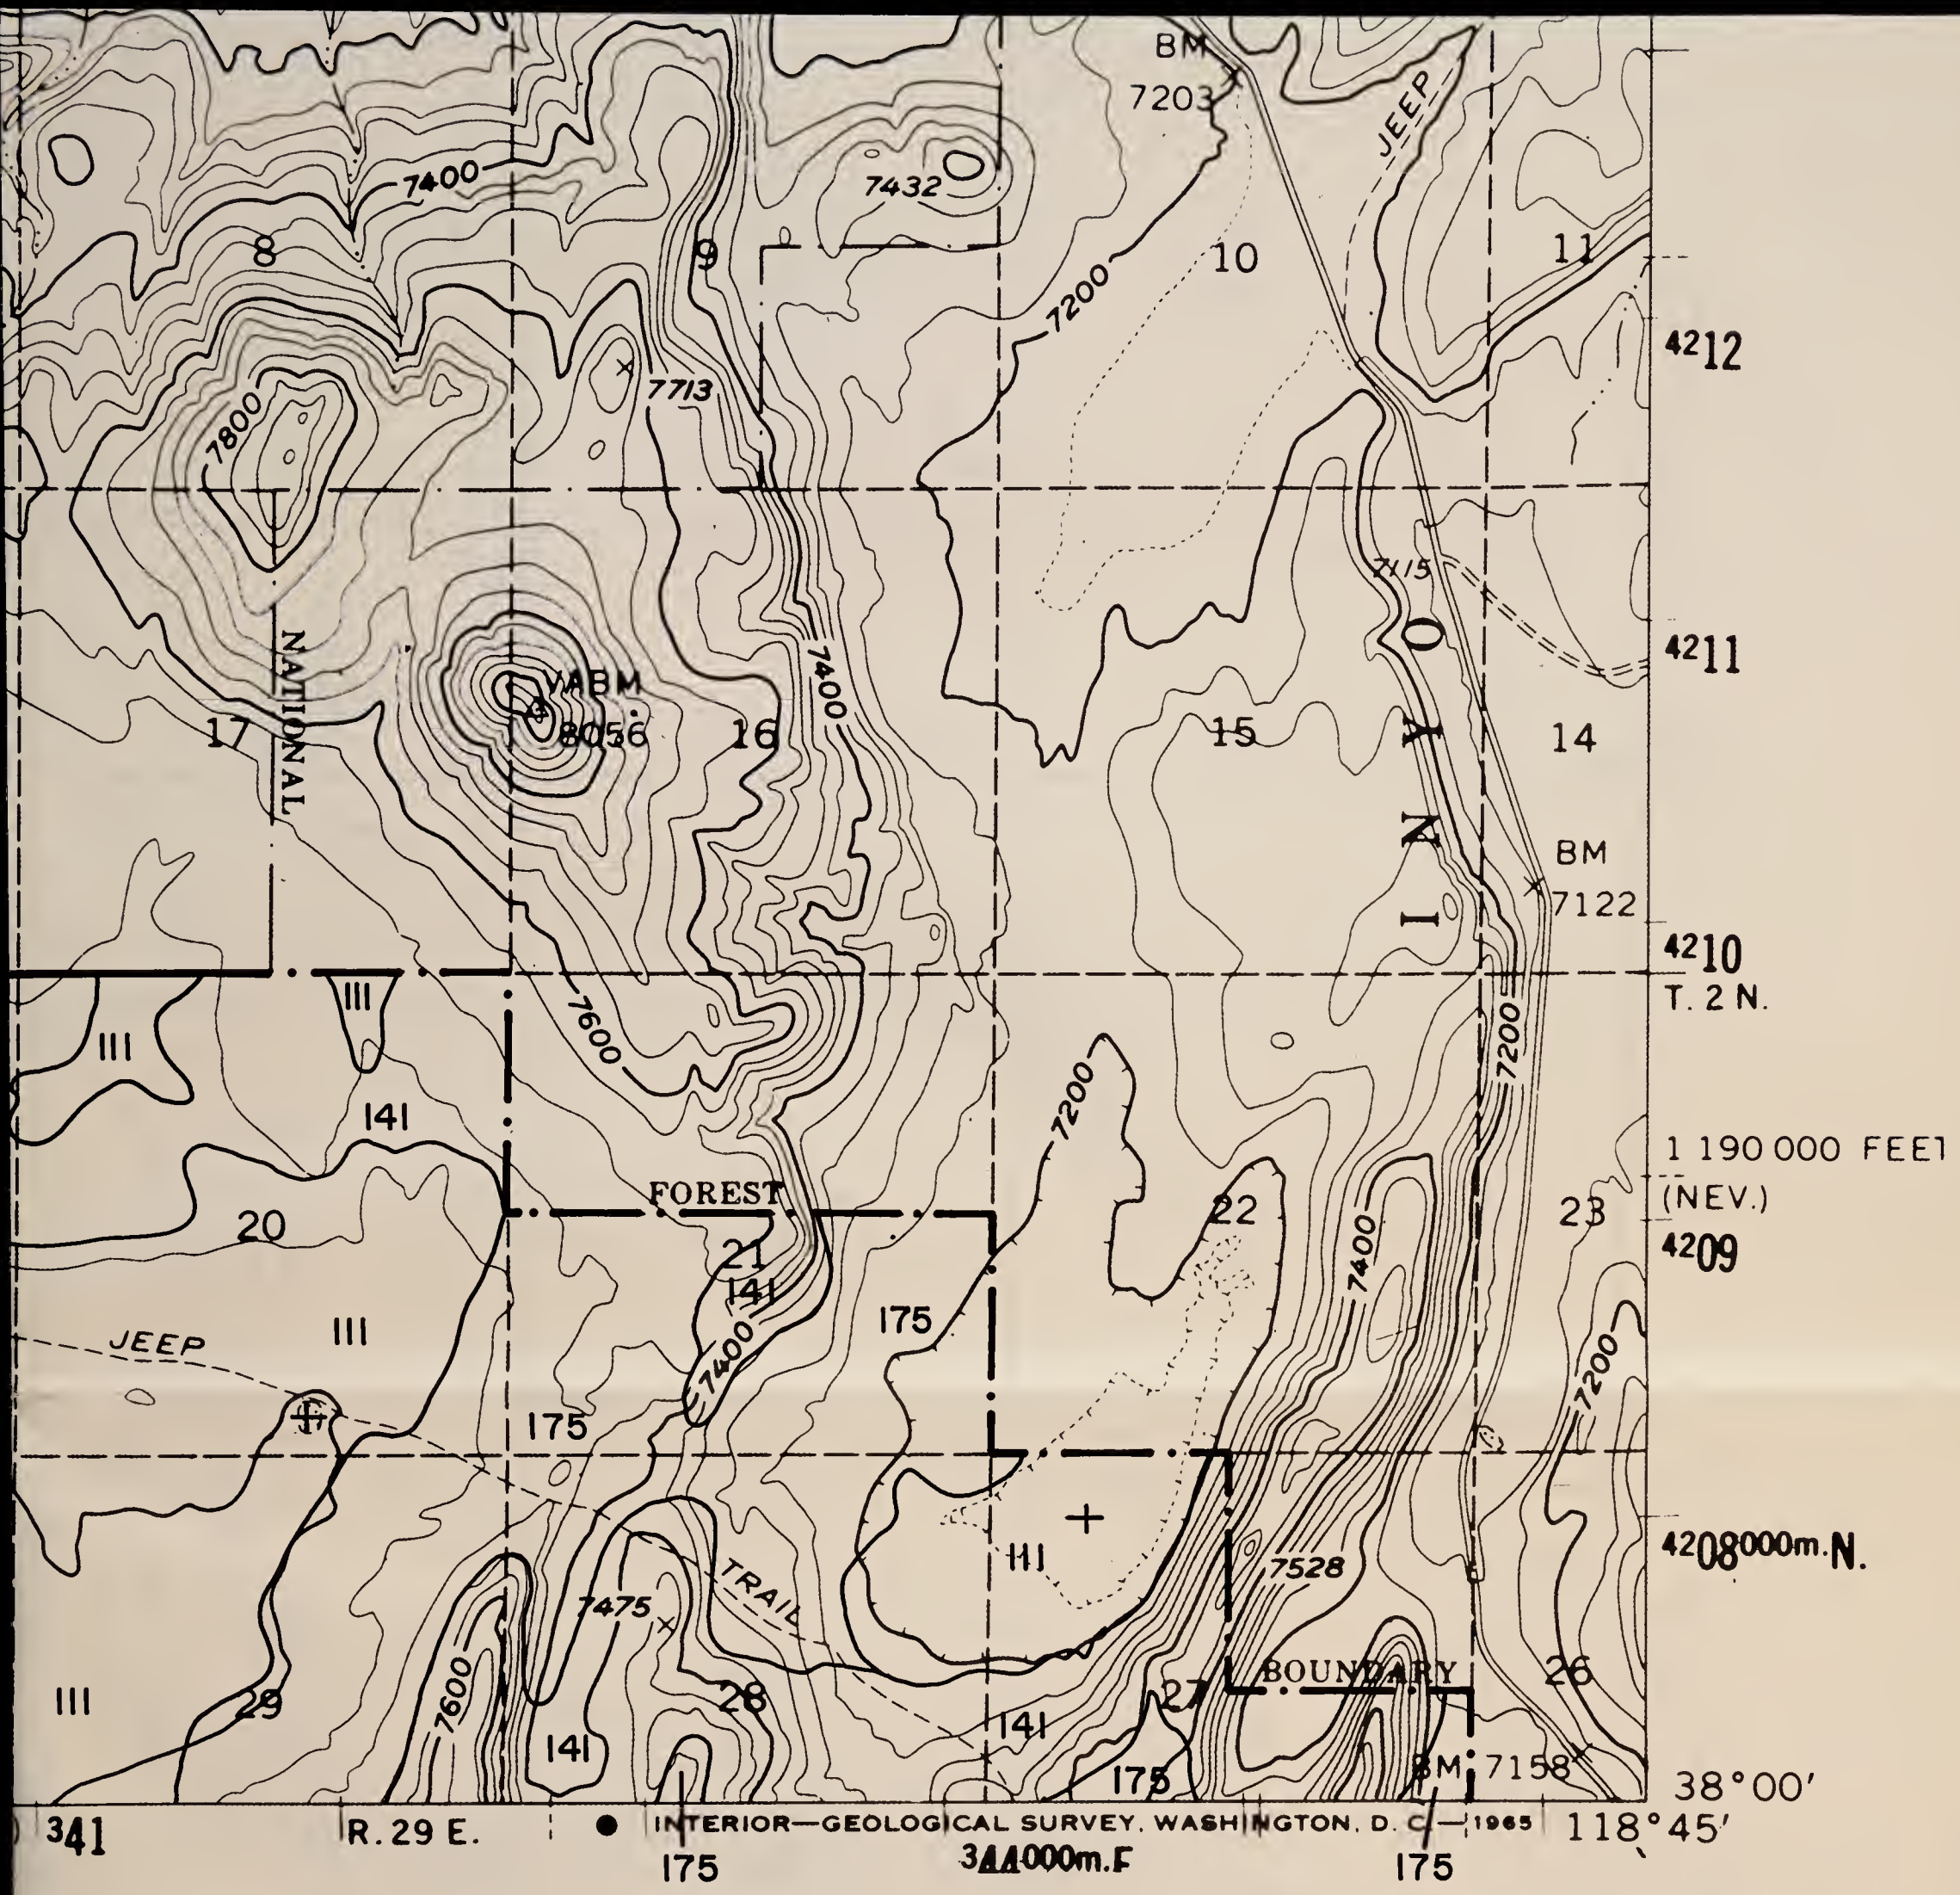 BM
7203
JEEP
7400
7432
8
9
10
11
7200
4212
7713
7800
7115
NATIONAL
7400
4211
VABM
8056
17
16
15
14
O Y N I
BM
7122
4210
T. 2 N.
III
III
7600
7200
7200
141
1 190 000 FEET
(NEV.)
FOREST
20
21
22
23
4209
141
7400
III
175
JEEP
7400
7200
175
4208000m.N.
III
7528
TRAIL
7475
BOUNDARY
7600
III
29
28
27
26
141
141
175
BM 7158
38°00'
341
R. 29 E.
INTERIOR—GEOLOGICAL SURVEY, WASHINGTON, D. C.—1965
118°45'
175
344000m.E
175